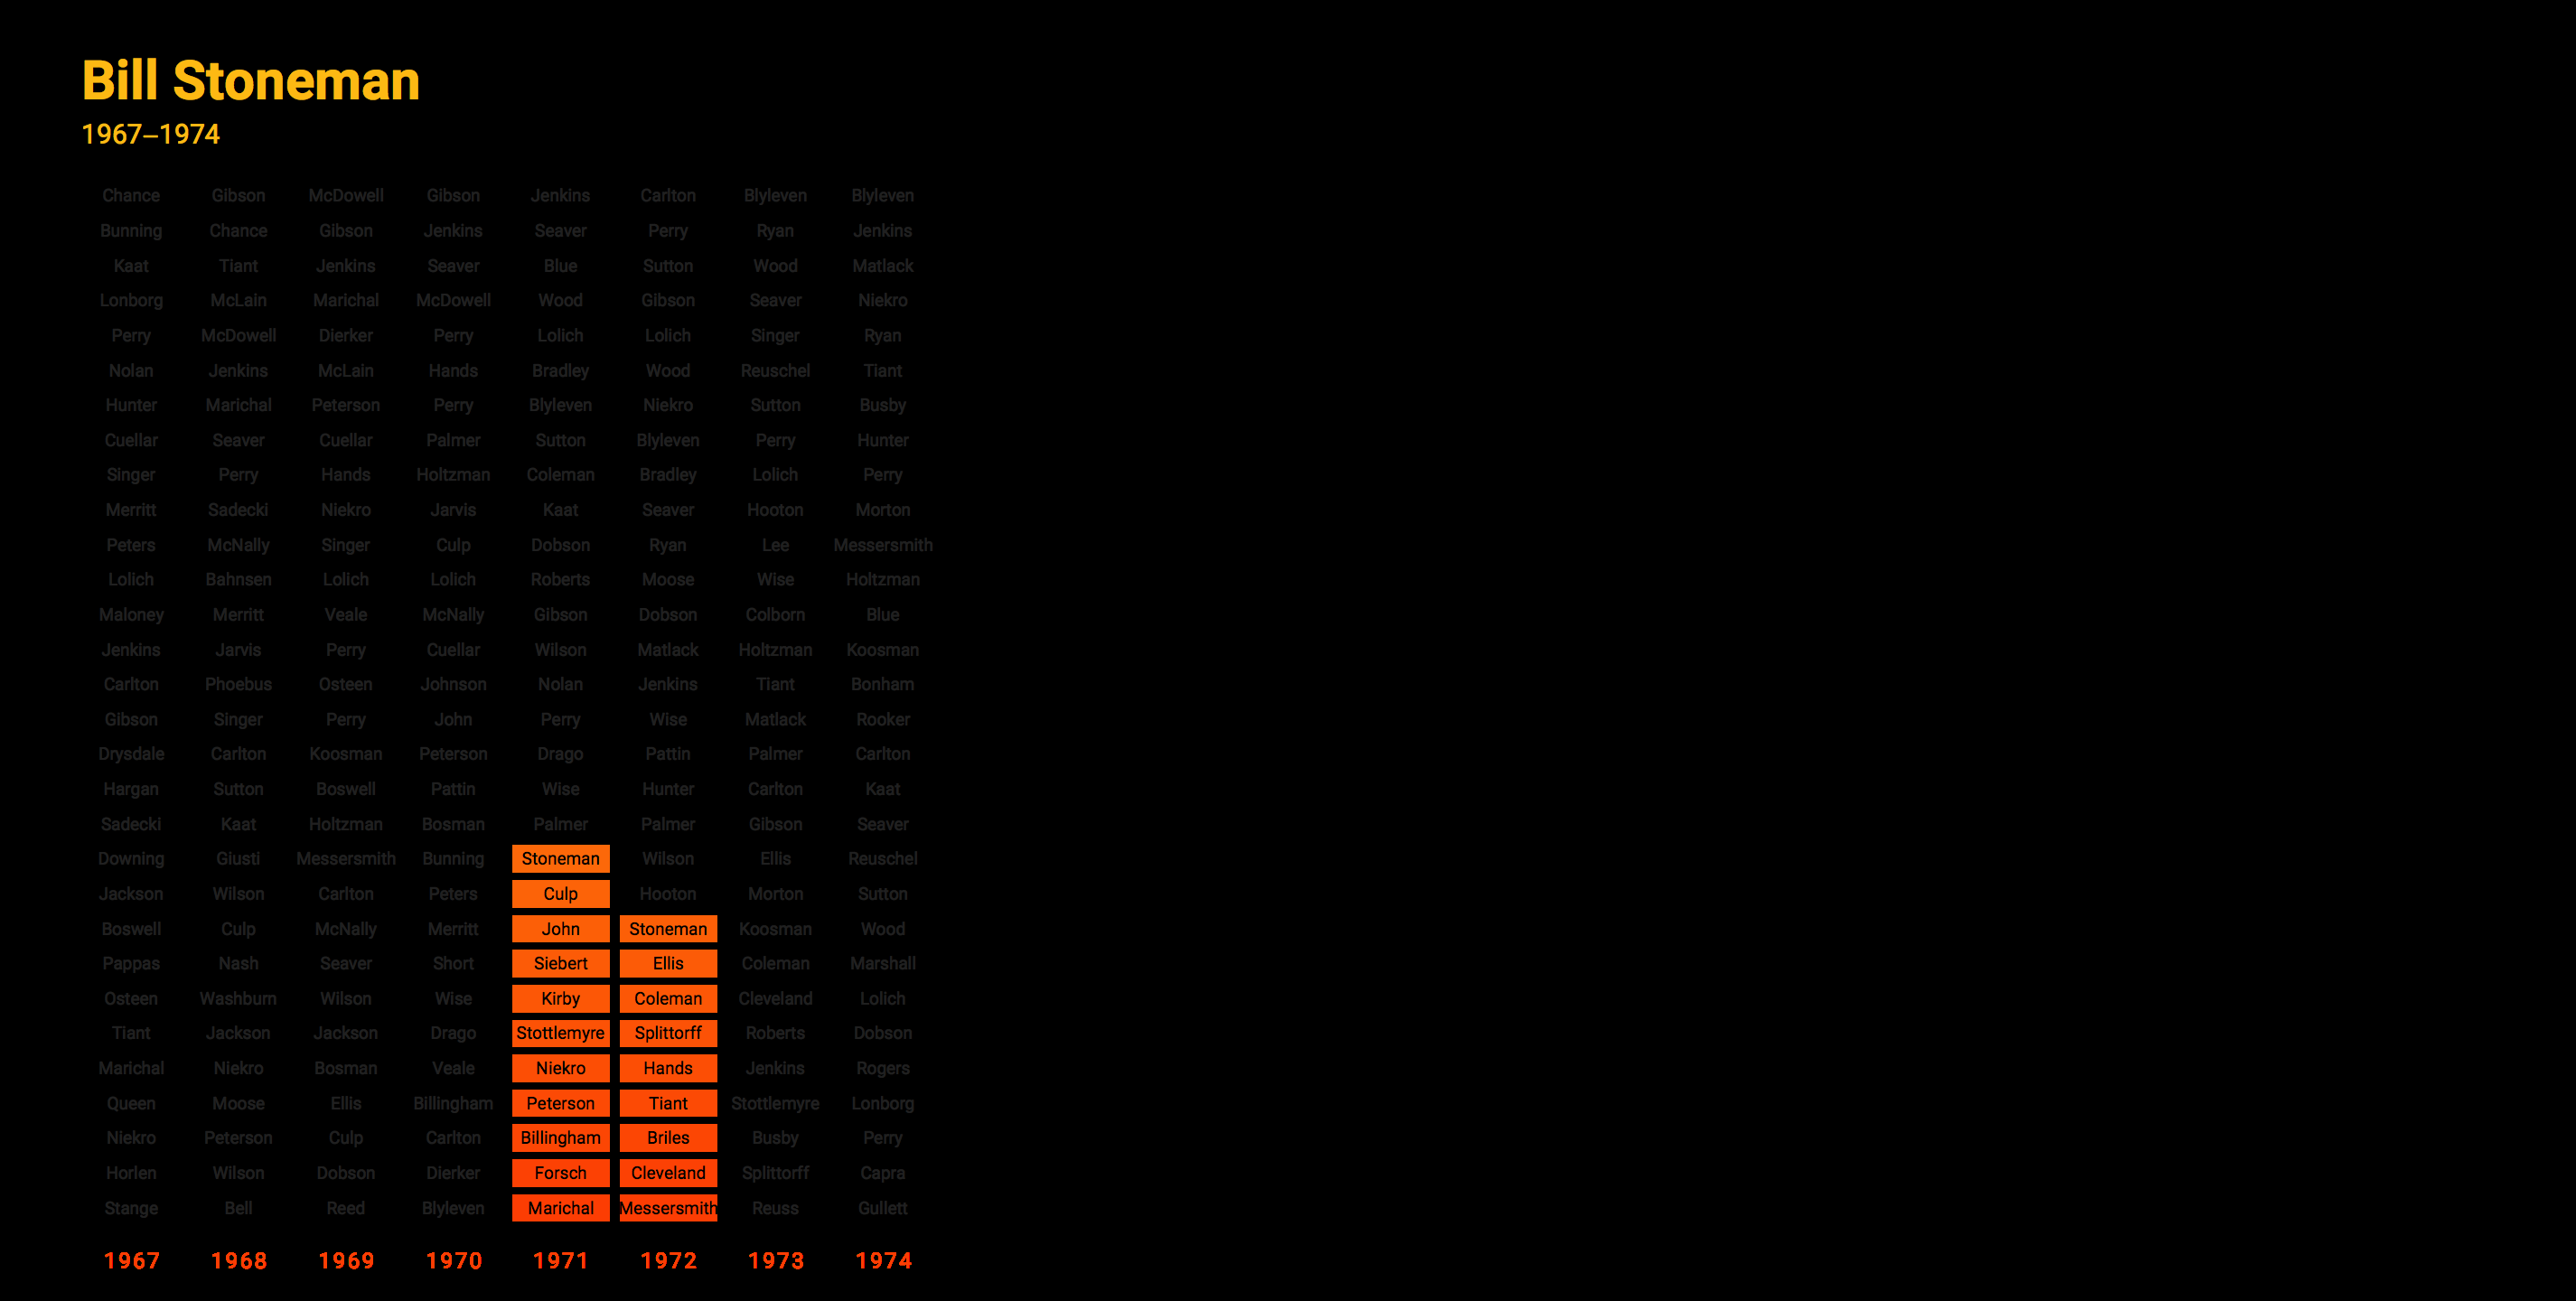 Bill Stoneman
1967–1974
Chance Gibson McDowell Gibson Jenkins Carlton Blyleven Blyleven
Bunning Chance Gibson Jenkins Seaver Perry Ryan Jenkins
Kaat Tiant Jenkins Seaver Blue Sutton Wood Matlack
Lonborg McLain Marichal McDowell Wood Gibson Seaver Niekro
Perry McDowell Dierker Perry Lolich Lolich Singer Ryan
Nolan Jenkins McLain Hands Bradley Wood Reuschel Tiant
Hunter Marichal Peterson Perry Blyleven Niekro Sutton Busby
Cuellar Seaver Cuellar Palmer Sutton Blyleven Perry Hunter
Singer Perry Hands Holtzman Coleman Bradley Lolich Perry
Merritt Sadecki Niekro Jarvis Kaat Seaver Hooton Morton
Peters McNally Singer Culp Dobson Ryan Lee Messersmith
Lolich Bahnsen Lolich Lolich Roberts Moose Wise Holtzman
Maloney Merritt Veale McNally Gibson Dobson Colborn Blue
Jenkins Jarvis Perry Cuellar Wilson Matlack Holtzman Koosman
Carlton Phoebus Osteen Johnson Nolan Jenkins Tiant Bonham
Gibson Singer Perry John Perry Wise Matlack Rooker
Drysdale Carlton Koosman Peterson Drago Pattin Palmer Carlton
Hargan Sutton Boswell Pattin Wise Hunter Carlton Kaat
Sadecki Kaat Holtzman Bosman Palmer Palmer Gibson Seaver
Downing Giusti Messersmith Bunning Stoneman Wilson Ellis Reuschel
Jackson Wilson Carlton Peters Culp Hooton Morton Sutton
Boswell Culp McNally Merritt John Stoneman Koosman Wood
Pappas Nash Seaver Short Siebert Ellis Coleman Marshall
Osteen Washburn Wilson Wise Kirby Coleman Cleveland Lolich
Tiant Jackson Jackson Drago Stottlemyre Splittorff Roberts Dobson
Marichal Niekro Bosman Veale Niekro Hands Jenkins Rogers
Queen Moose Ellis Billingham Peterson Tiant Stottlemyre Lonborg
Niekro Peterson Culp Carlton Billingham Briles Busby Perry
Horlen Wilson Dobson Dierker Forsch Cleveland Splittorff Capra
Stange Bell Reed Blyleven Marichal Messersmith Reuss Gullett
1967 1968 1969 1970 1971 1972 1973 1974